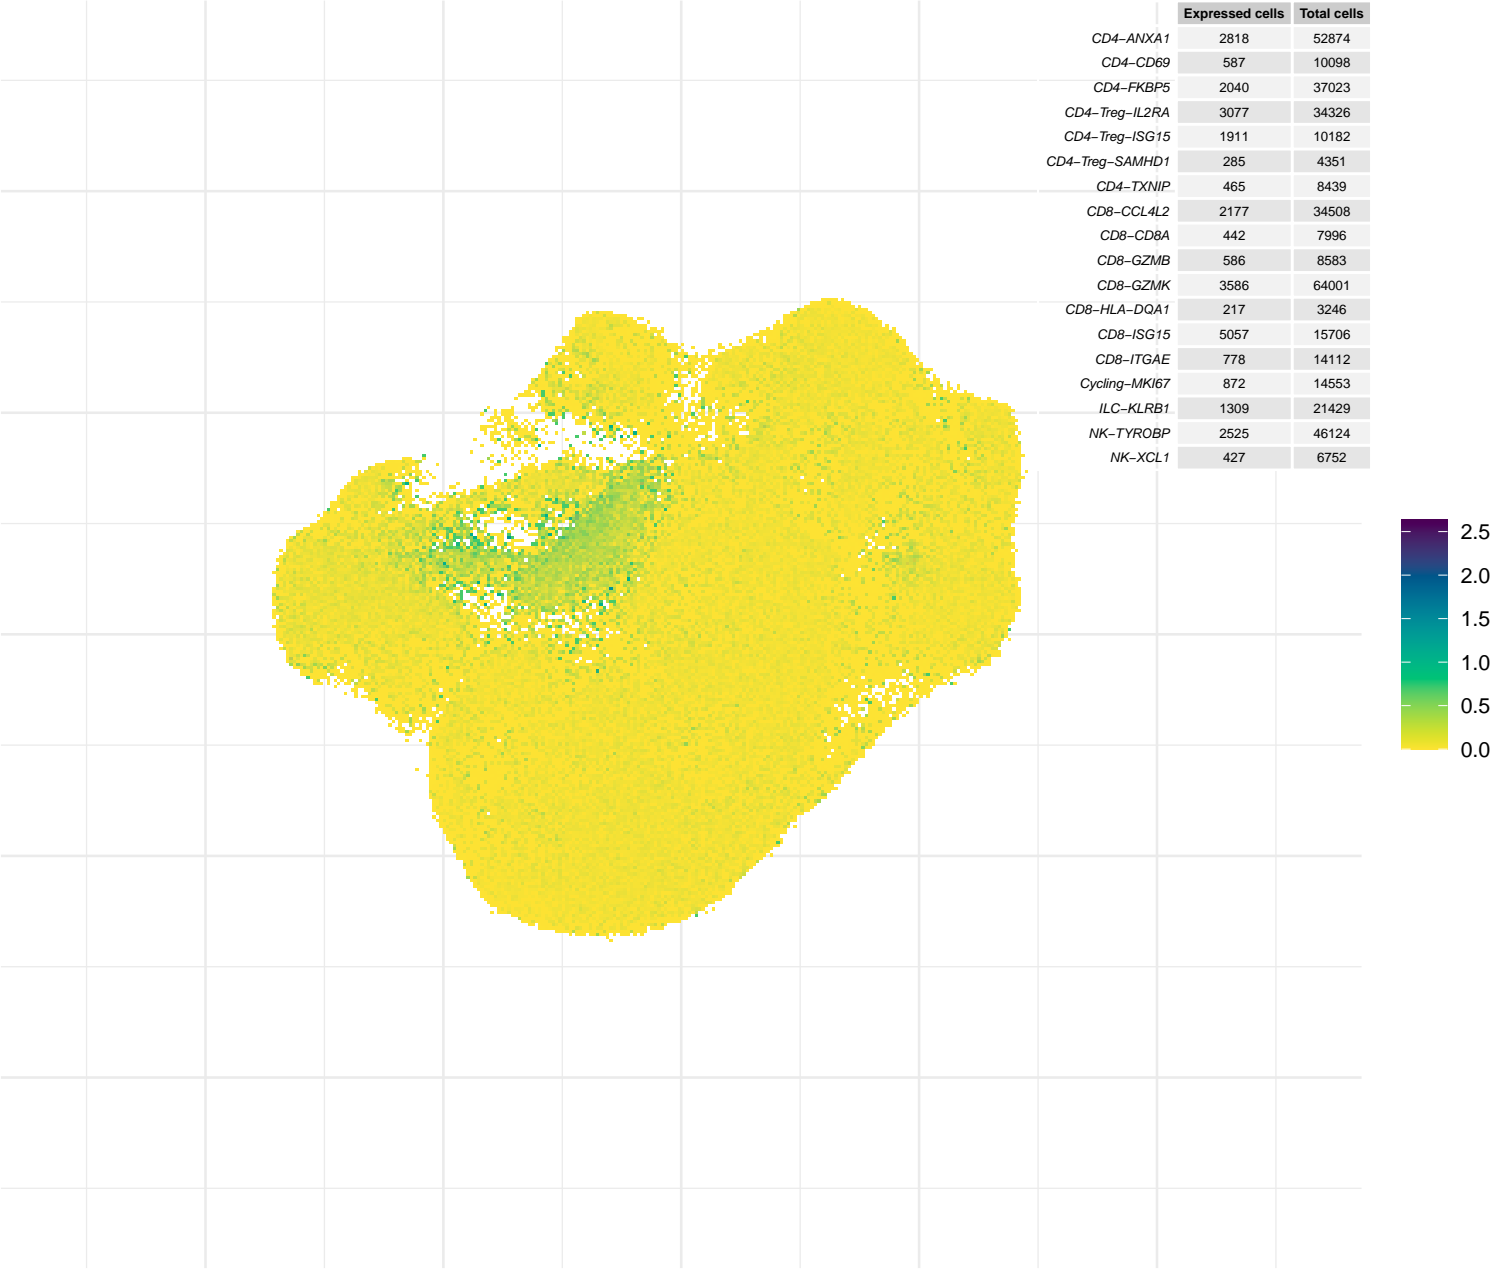 Expressed cells Total cells
CD4−ANXA1 2818 52874
CD4−CD69 587 10098
CD4−FKBP5 2040 37023
CD4−Treg−IL2RA 3077 34326
CD4−Treg−ISG15 1911 10182
CD4−Treg−SAMHD1 285 4351
CD4−TXNIP 465 8439
CD8−CCL4L2 2177 34508
CD8−CD8A 442 7996
CD8−GZMB 586 8583
CD8−GZMK 3586 64001
CD8−HLA−DQA1 217 3246
CD8−ISG15 5057 15706
CD8−ITGAE 778 14112
Cycling−MKI67 872 14553
ILC−KLRB1 1309 21429
NK−TYROBP 2525 46124
NK−XCL1 427 6752
2.5
2.0
1.5
1.0
0.5
0.0